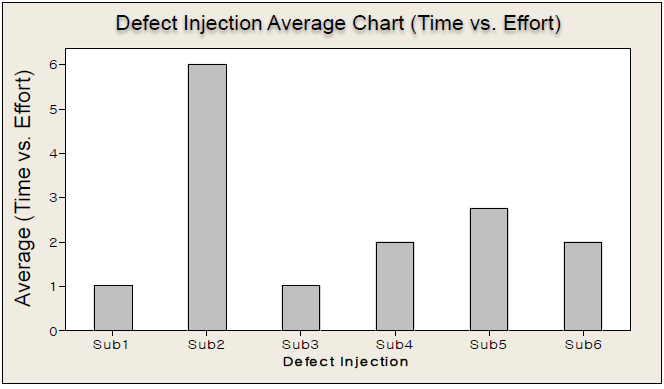 Defect Injection Average Chart (Time vs. Effort)
Average (Time vs. Effort)
6
5
4
3
2
1
0
Sub1 Sub2 Sub3 Sub4 Sub5 Sub6
Defect Injection